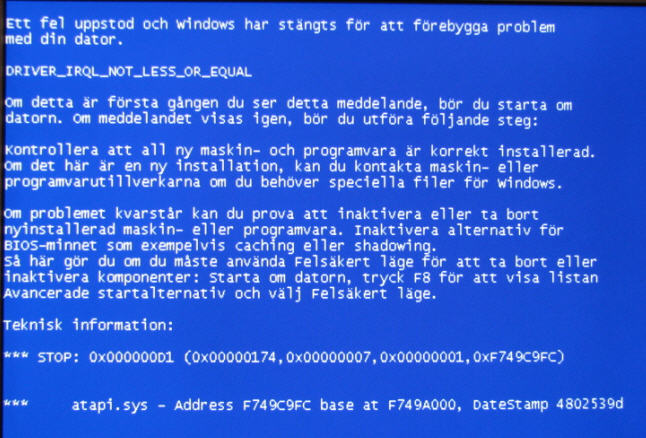 Ett fel uppstod och Windows har stängts för att förebygga problem
med din dator.
DRIVER_IRQL_NOT_LESS_OR_EQUAL
Om detta är första gången du ser detta meddelande, bör du starta om
datorn. Om meddelandet visas igen, bör du utföra följande steg:
Kontrollera att all ny maskin- och programvara är korrekt installerad.
Om det här är en ny installation, kan du kontakta maskin- eller
programvarutillverkarna om du behöver speciella filer för Windows.
Om problemet kvarstår kan du prova att inaktivera eller ta bort
nyinstallerad maskin- eller programvara. Inaktivera alternativ för
BIOS-minnet som exempelvis caching eller shadowing.
Så här gör du om du måste använda Felsäkert läge för att ta bort eller
inaktivera komponenter: Starta om datorn, tryck F8 för att visa listan
Avancerade startalternativ och välj Felsäkert läge.
Teknisk information:
*** STOP: 0x000000D1 (0x00000174,0x00000007,0x00000001,0xF749C9FC)
*** atapi.sys - Address F749C9FC base at F749A000, DateStamp 4802539d